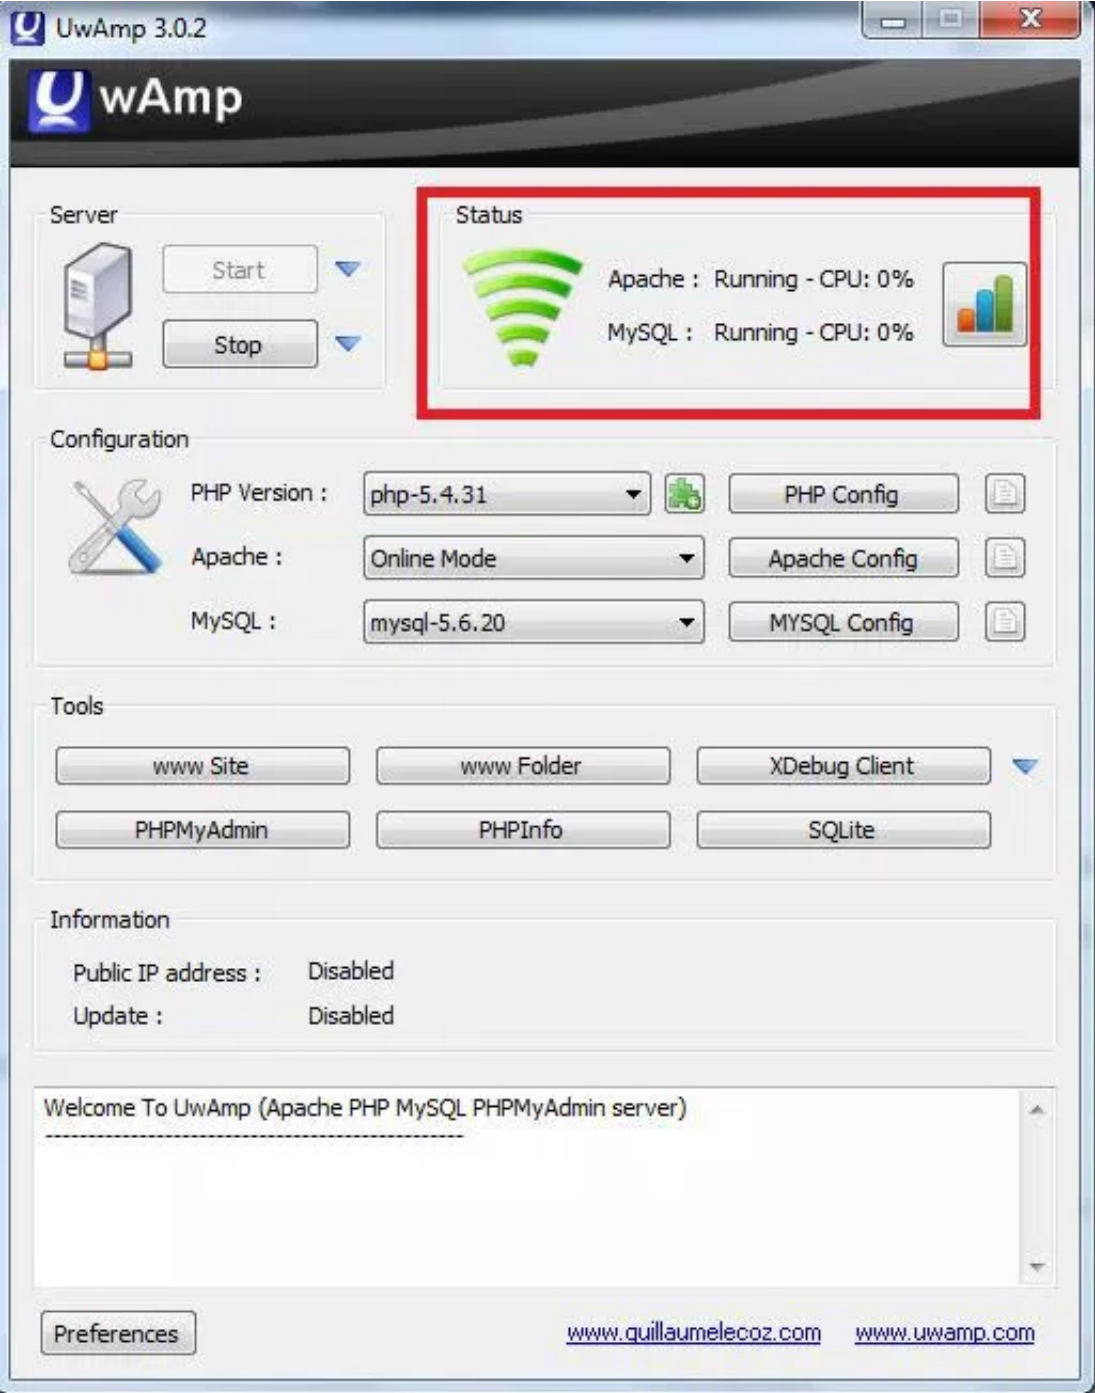 UwAmp 3.0.2
UwAmp
Server
Start
Stop
Status
Apache : Running - CPU: 0%
MySQL : Running - CPU: 0%
Configuration
PHP Version : php-5.4.31 PHP Config
Apache : Online Mode Apache Config
MySQL : mysql-5.6.20 MYSQL Config
Tools
www Site www Folder XDebug Client
PHPMyAdmin PHPInfo SQLite
Information
Public IP address : Disabled
Update : Disabled
Welcome To UwAmp (Apache PHP MySQL PHPMyAdmin server)
------------------------------------------------
Preferences www.guillaumelecoz.com www.uwamp.com